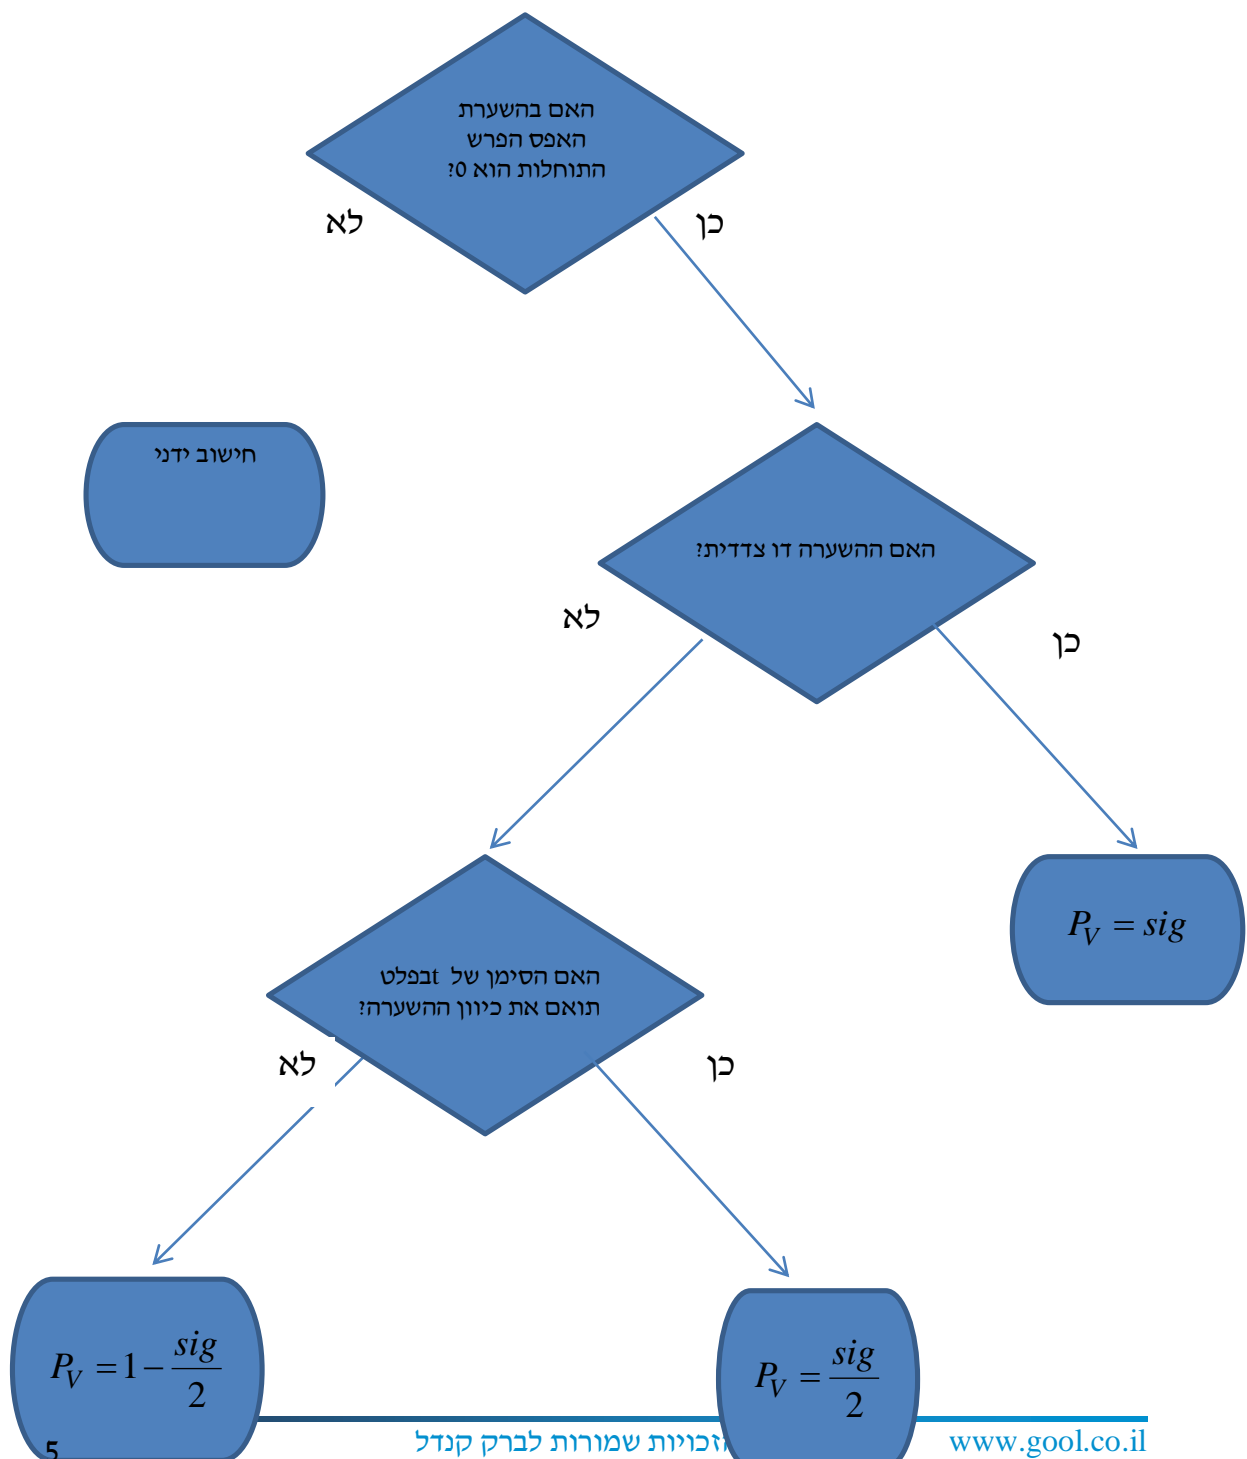 האם בהשערת
האפס הפרש
התוחלות הוא 0?
לא
כן
חישוב ידני
האם ההשערה דו צדדית?
לא
כן
P_V = sig
האם הסימן של tבפלט
תואם את כיוון ההשערה?
לא
כן
P_V = 1 - sig/2
P_V = sig/2
זכויות שמורות לברק קנדל
www.gool.co.il
5